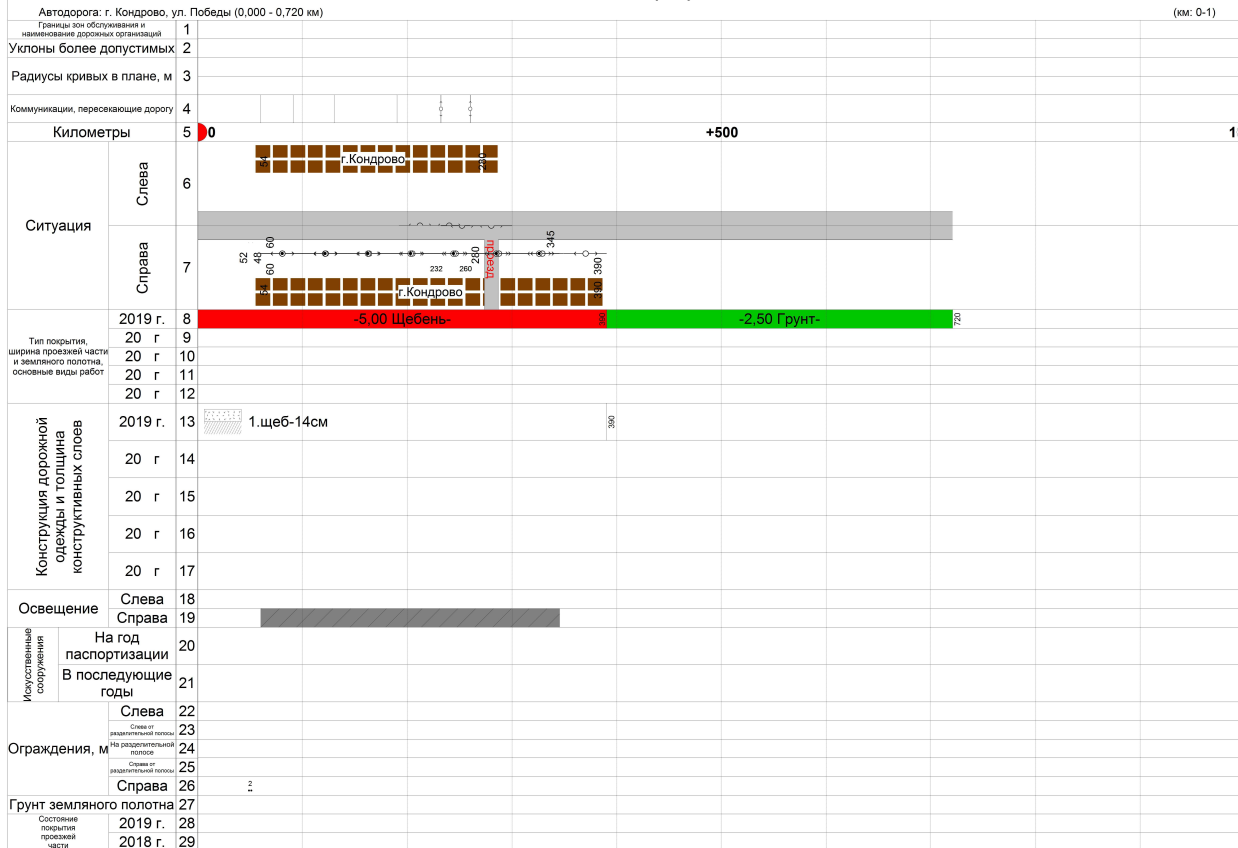 Автодорога: г. Кондрово, ул. Победы (0,000 - 0,720 км)
(км: 0-1)
Границы зон обслуживания и
наименование дорожных организаций
1
Уклоны более допустимых 2
Радиусы кривых в плане, м 3
Коммуникации, пересекающие дорогу 4
Километры 5
0
+500
1
Ситуация
Слева
6
54
г.Кондрово
280
Справа
7
52
48
60
60
232
260
280
проезд
345
390
54
г.Кондрово
390
Тип покрытия,
ширина проезжей части
и земляного полотна,
основные виды работ
2019 г. 8
-5,00 Щебень-
390
-2,50 Грунт-
720
20 г 9
20 г 10
20 г 11
20 г 12
Конструкция дорожной
одежды и толщина
конструктивных слоев
2019 г. 13
1.щеб-14см
390
20 г 14
20 г 15
20 г 16
20 г 17
Освещение
Слева 18
Справа 19
Искусственные
сооружения
На год
паспортизации
20
В последующие
годы
21
Ограждения, м
Слева 22
Слева от
разделительной полосы
23
На разделительной
полосе
24
Справа от
разделительной полосы
25
Справа 26
2
Грунт земляного полотна 27
Состояние
покрытия
проезжей
части
2019 г. 28
2018 г. 29